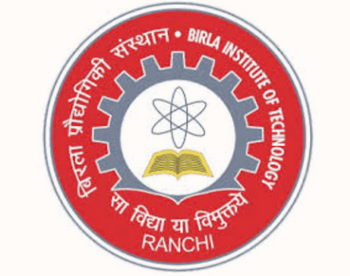 बिरला प्रौद्योगिकी संस्थान • BIRLA INSTITUTE OF TECHNOLOGY
सा विद्या या विमुक्तये
RANCHI